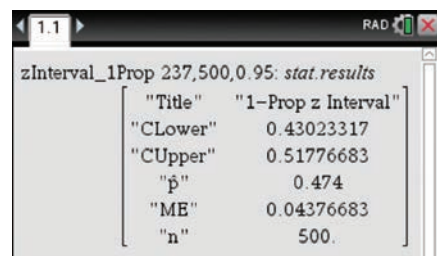 1.1 RAD
zInterval_1Prop 237,500,0.95: stat.results
"Title" "1-Prop z Interval"
"CLower" 0.43023317
"CUpper" 0.51776683
"p̂" 0.474
"ME" 0.04376683
"n" 500.